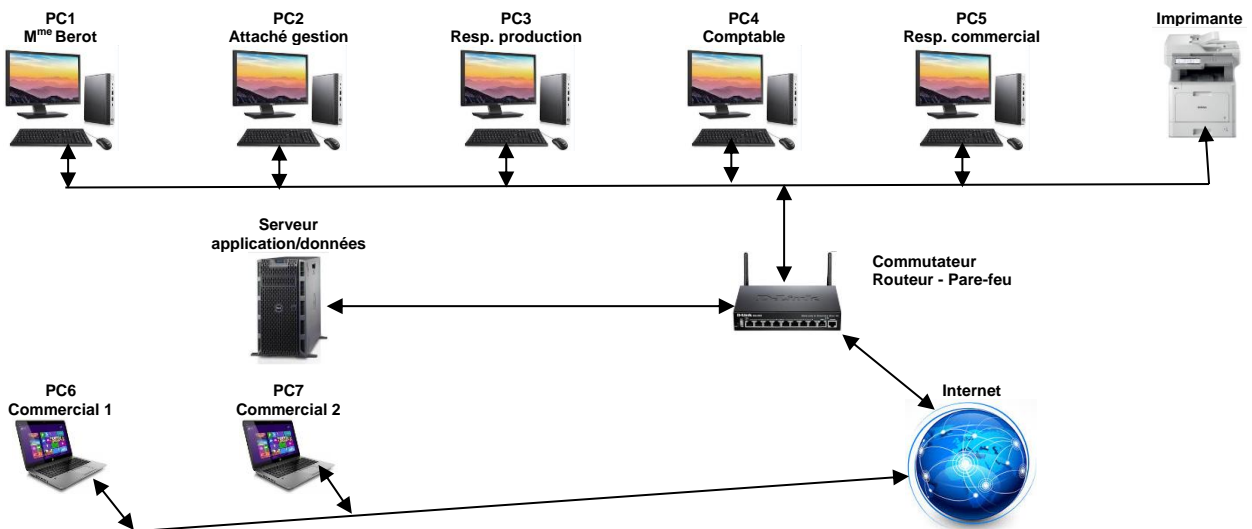 PC1
Mme Berot
PC2
Attaché gestion
PC3
Resp. production
PC4
Comptable
PC5
Resp. commercial
Imprimante
Serveur
application/données
Commutateur
Routeur - Pare-feu
D-Link
PC6
Commercial 1
PC7
Commercial 2
Internet